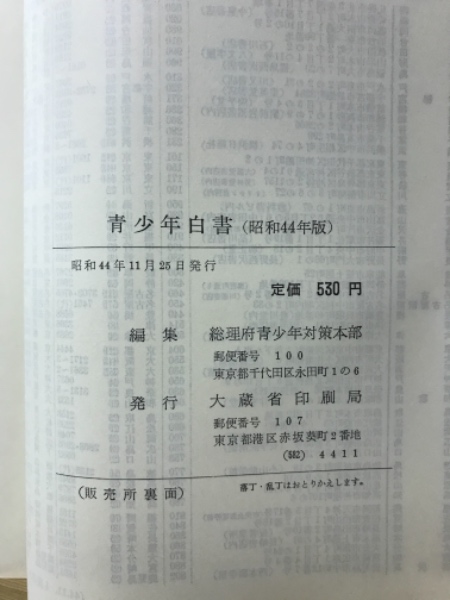 青少年白書(昭和44年版)
昭和44年11月25日発行
定価 530円
編集 総理府青少年対策本部
郵便番号 100
東京都千代田区永田町1の6
発行 大蔵省印刷局
郵便番号 107
東京都港区赤坂葵町2番地
(582) 4411
(販売所裏面) 落丁・乱丁はおとりかえします。